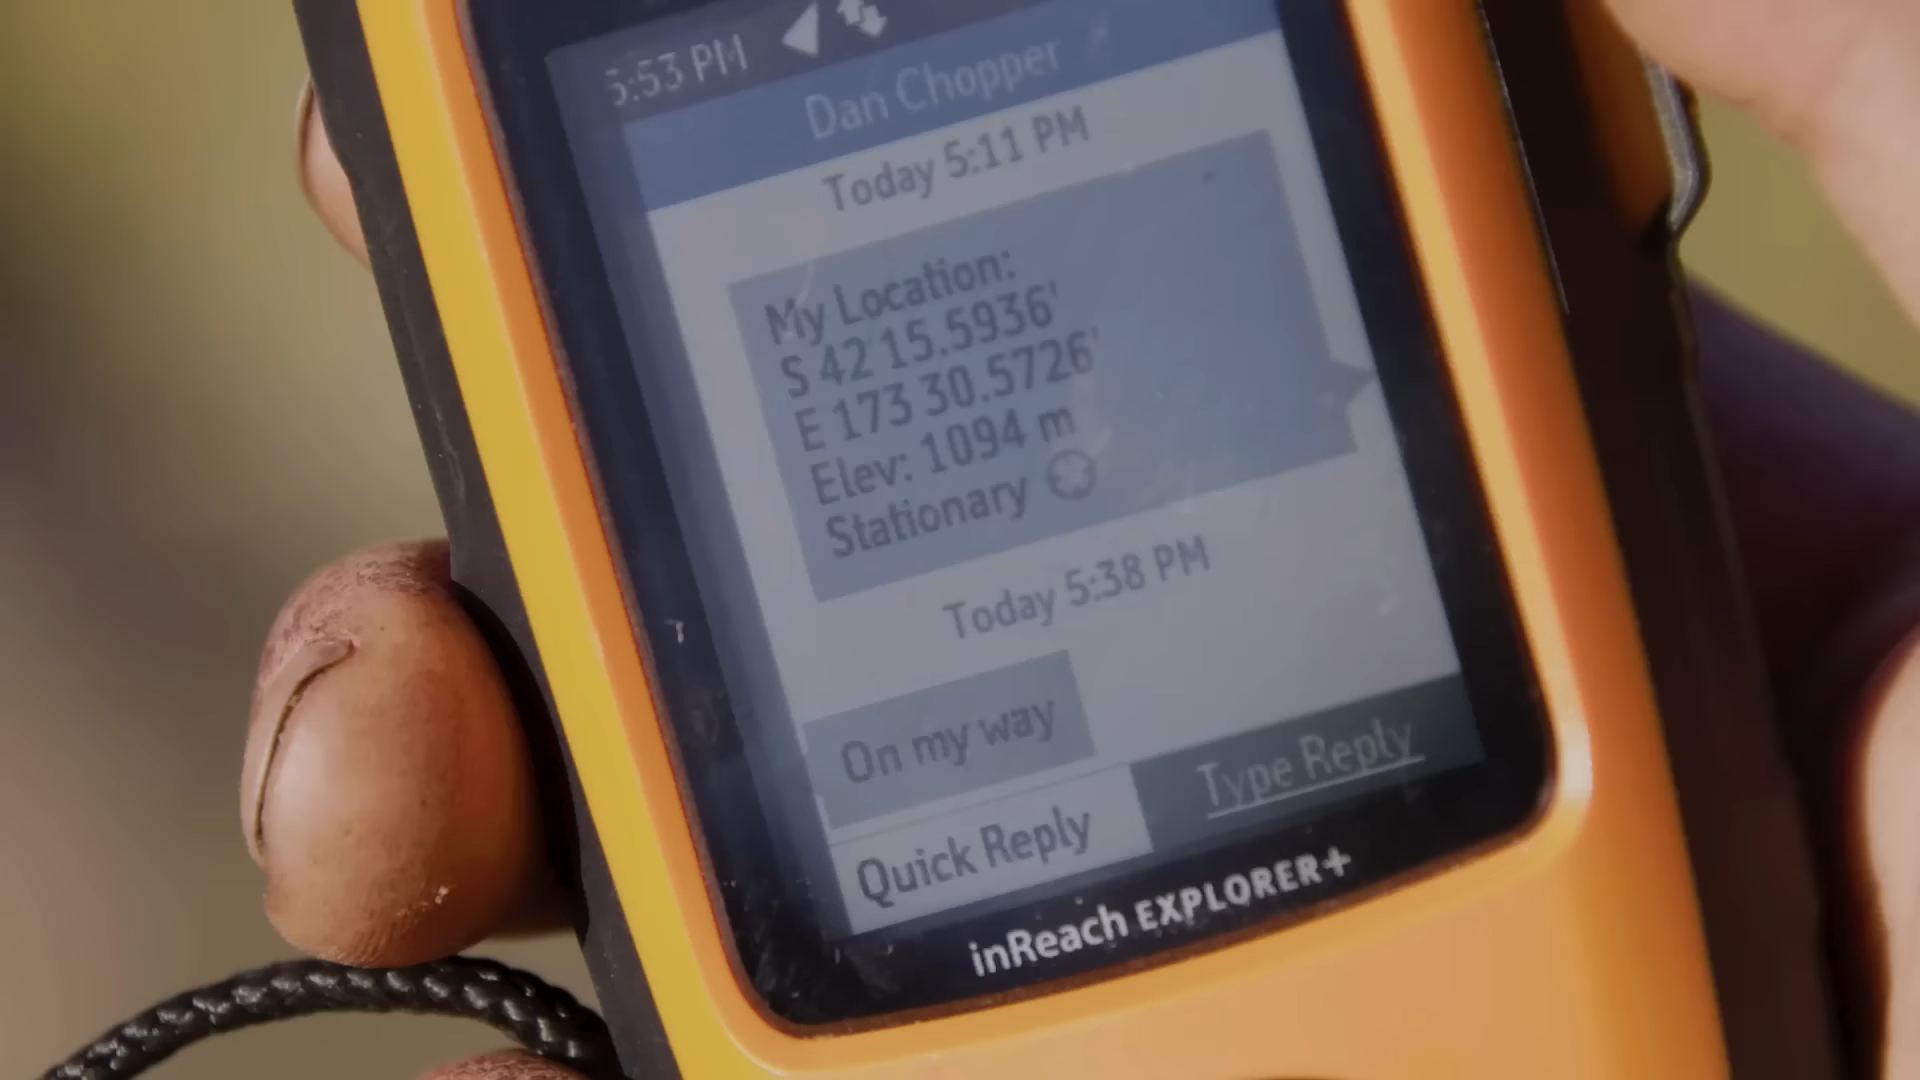 5:53 PM
Dan Chopper
Today 5:11 PM
My Location:
S 42 15.5936'
E 173 30.5726'
Elev: 1094 m
Stationary
Today 5:38 PM
On my way
Quick Reply
Type Reply
inReach EXPLORER+